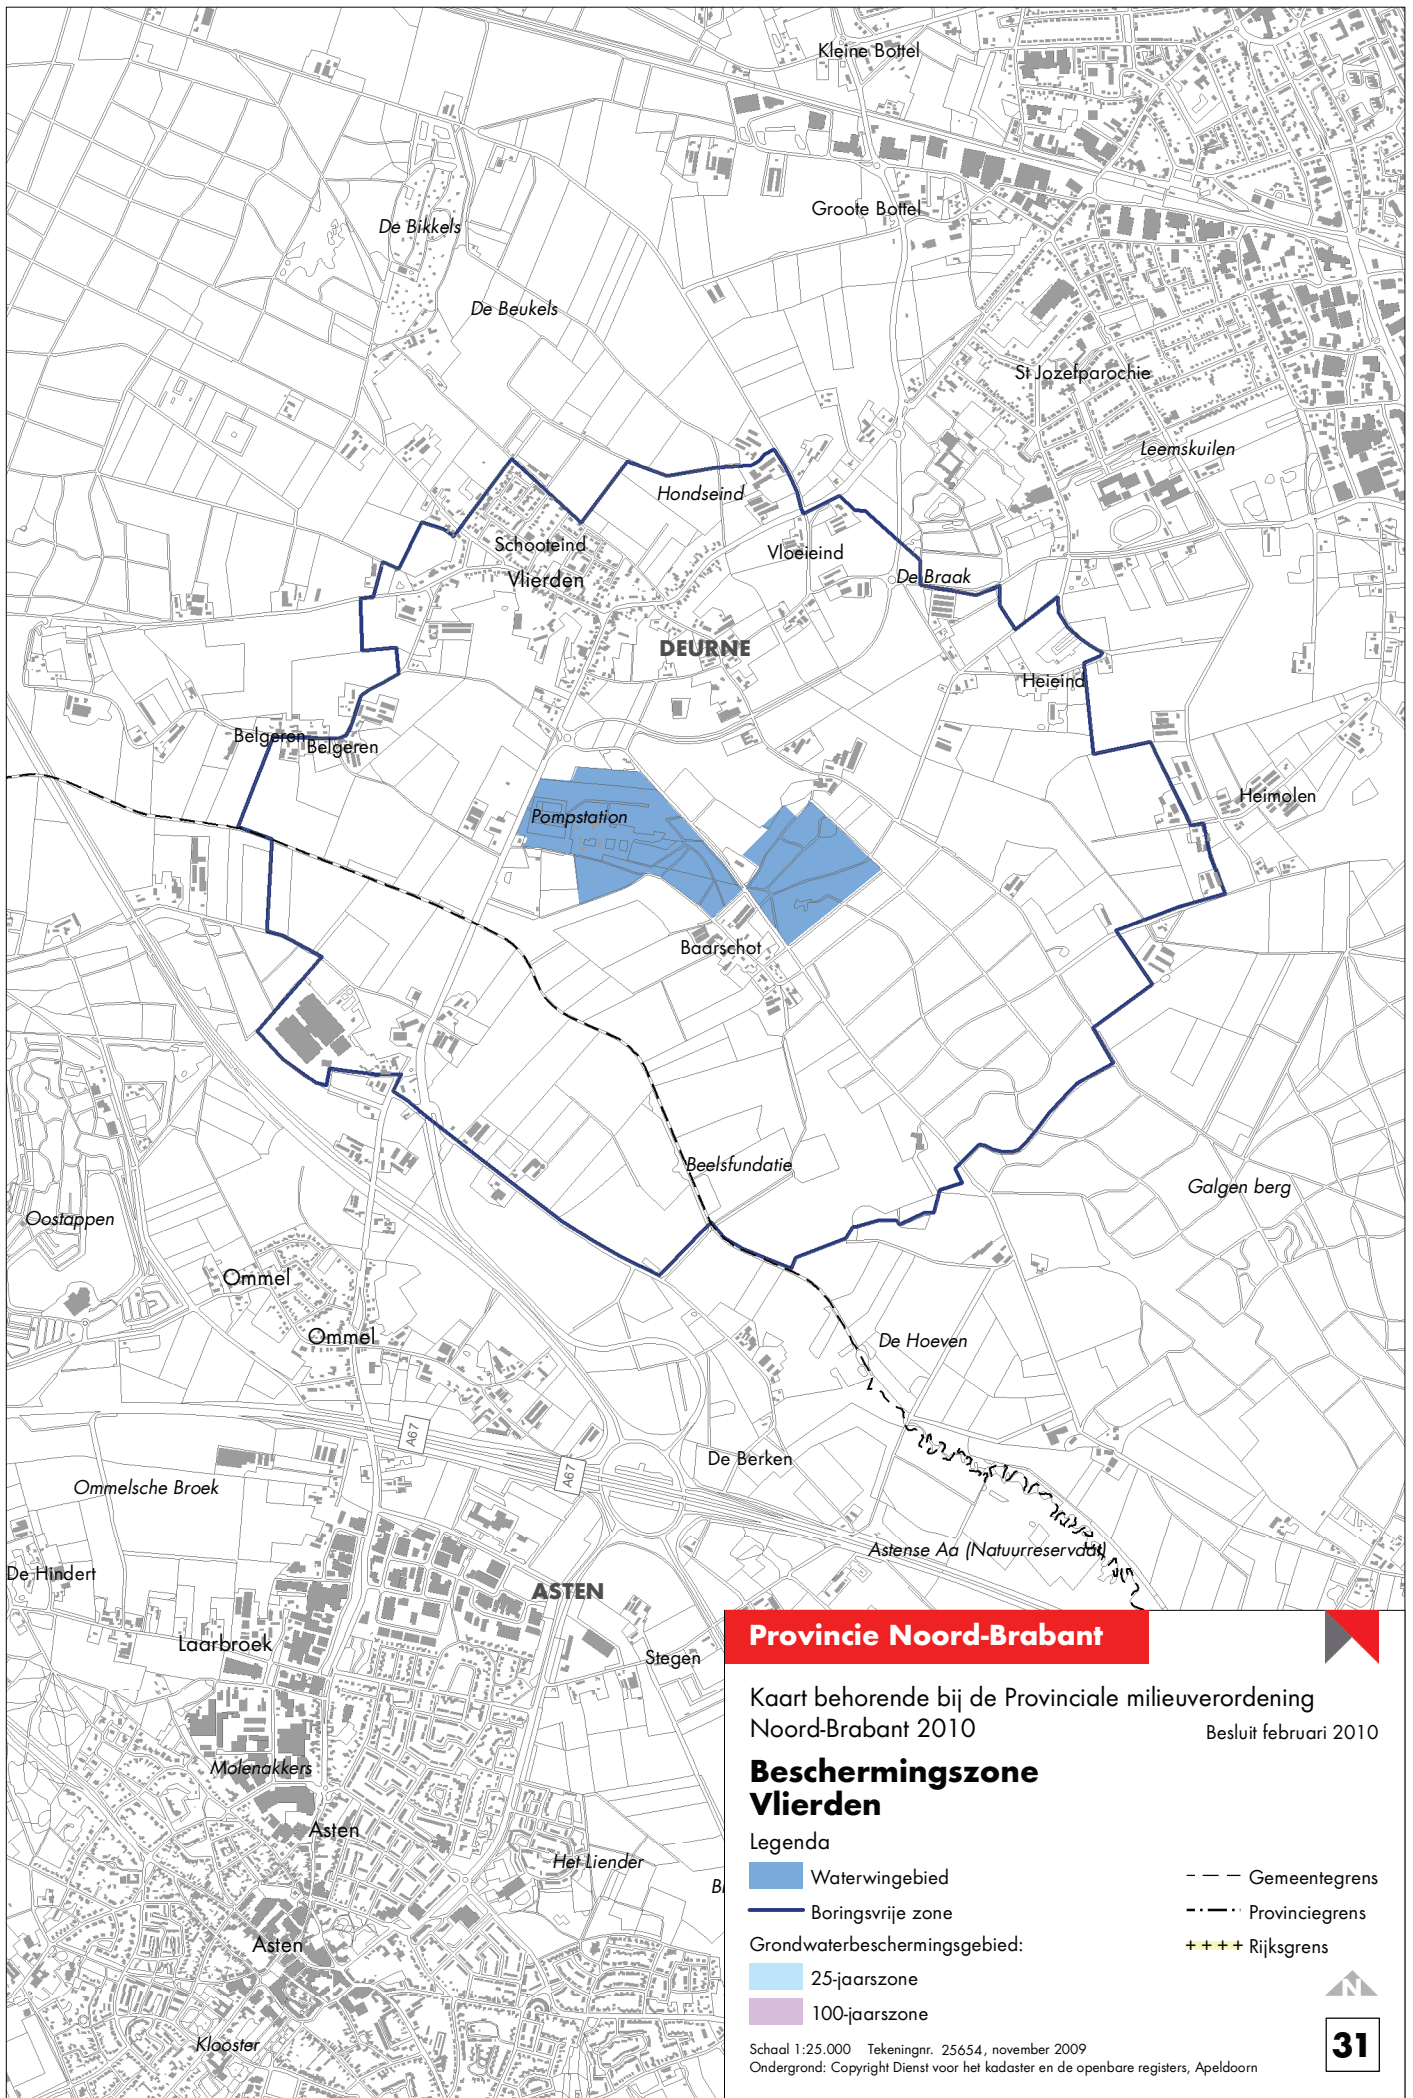 Kleine Bottel
Groote Bottel
De Bikkels
De Beukels
St Jozefparochie
Leemskuilen
Hondseind
Schooteind
Vloeieind
Vlierden
De Braak
DEURNE
Heieind
Belgeren
Belgeren
Heimolen
Pompstation
Baarschot
Beelsfundatie
Galgen berg
Oostappen
Ommel
Ommel
De Hoeven
A67
A67
De Berken
Ommelsche Broek
Astense Aa (Natuurreservaat)
De Hindert
ASTEN
Laarbroek
Stegen
Molenakkers
Asten
Het Liender
Asten
Klooster
Provincie Noord-Brabant
Kaart behorende bij de Provinciale milieuverordening
Noord-Brabant 2010 Besluit februari 2010
Beschermingszone
Vlierden
Legenda
Waterwingebied
Gemeentegrens
Boringsvrije zone
Provinciegrens
Grondwaterbeschermingsgebied:
Rijksgrens
25-jaarszone
100-jaarszone
N
31
Schaal 1:25.000 Tekeningnr. 25654, november 2009
Ondergrond: Copyright Dienst voor het kadaster en de openbare registers, Apeldoorn